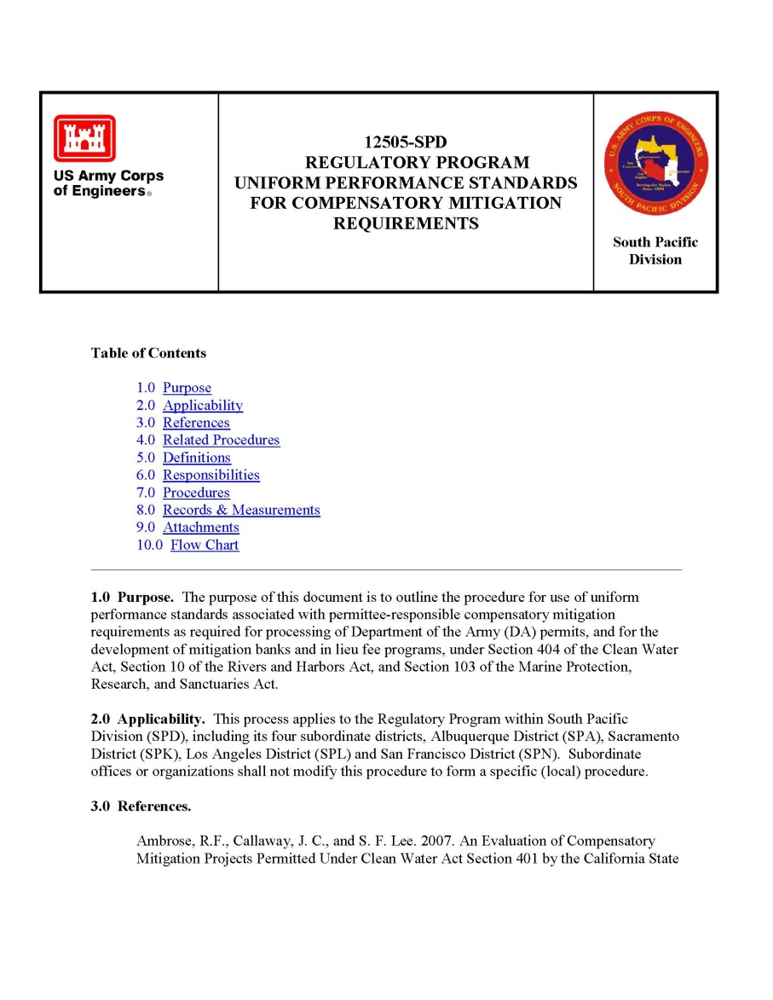 US Army Corps
of Engineers®
12505-SPD
REGULATORY PROGRAM
UNIFORM PERFORMANCE STANDARDS
FOR COMPENSATORY MITIGATION
REQUIREMENTS
U.S. ARMY CORPS OF ENGINEERS
Sacramento
San Francisco
Albuquerque
Los Angeles
Serving the Nation
SOUTH PACIFIC DIVISION
South Pacific
Division
Table of Contents
1.0 Purpose
2.0 Applicability
3.0 References
4.0 Related Procedures
5.0 Definitions
6.0 Responsibilities
7.0 Procedures
8.0 Records & Measurements
9.0 Attachments
10.0 Flow Chart
1.0 Purpose. The purpose of this document is to outline the procedure for use of uniform
performance standards associated with permittee-responsible compensatory mitigation
requirements as required for processing of Department of the Army (DA) permits, and for the
development of mitigation banks and in lieu fee programs, under Section 404 of the Clean Water
Act, Section 10 of the Rivers and Harbors Act, and Section 103 of the Marine Protection,
Research, and Sanctuaries Act.
2.0 Applicability. This process applies to the Regulatory Program within South Pacific
Division (SPD), including its four subordinate districts, Albuquerque District (SPA), Sacramento
District (SPK), Los Angeles District (SPL) and San Francisco District (SPN). Subordinate
offices or organizations shall not modify this procedure to form a specific (local) procedure.
3.0 References.
Ambrose, R.F., Callaway, J. C., and S. F. Lee. 2007. An Evaluation of Compensatory
Mitigation Projects Permitted Under Clean Water Act Section 401 by the California State